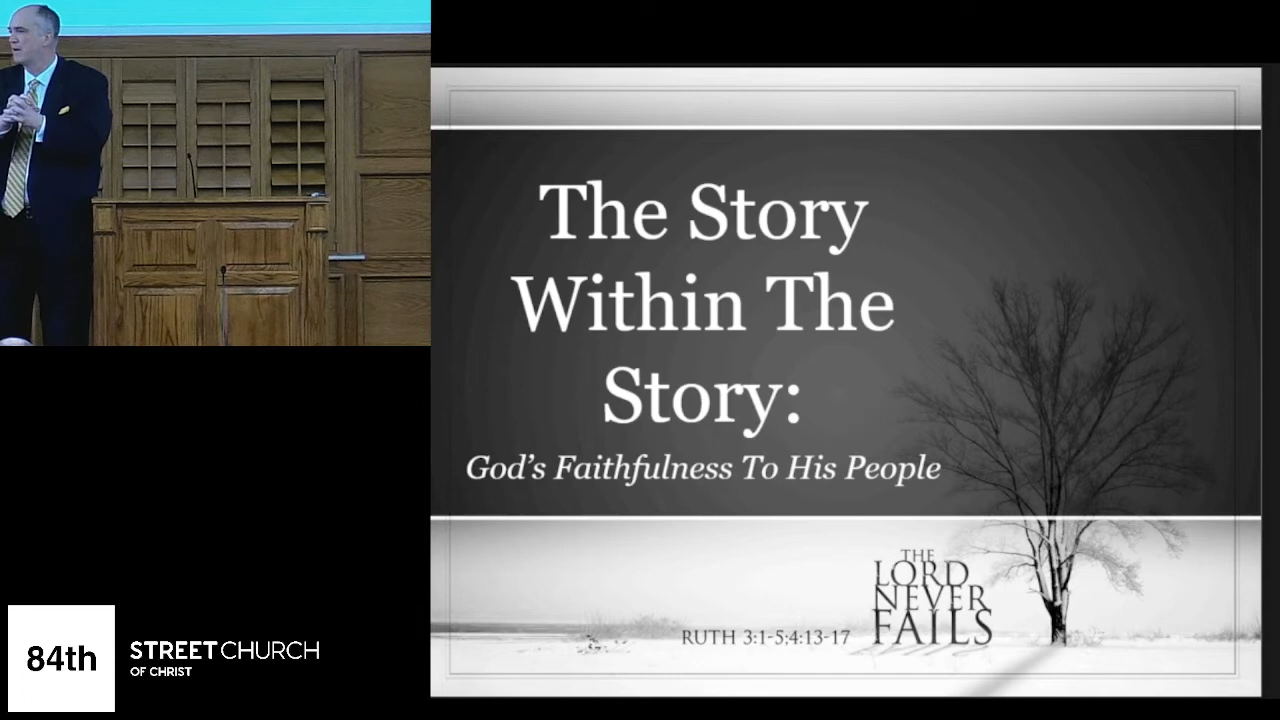 The Story
Within The
Story:
God's Faithfulness To His People
THE
LORD
NEVER
FAILS
RUTH 3:1-5;4:13-17
84th
STREET CHURCH
OF CHRIST